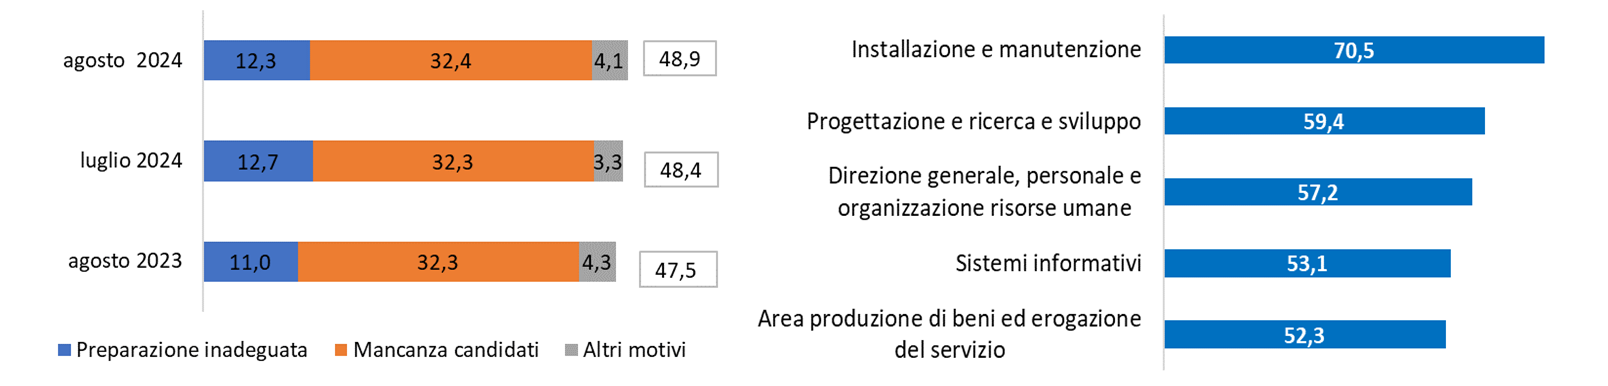 agosto 2024
12,3
32,4
4,1
48,9
luglio 2024
12,7
32,3
3,3
48,4
agosto 2023
11,0
32,3
4,3
47,5
Preparazione inadeguata
Mancanza candidati
Altri motivi
Installazione e manutenzione
70,5
Progettazione e ricerca e sviluppo
59,4
Direzione generale, personale e
organizzazione risorse umane
57,2
Sistemi informativi
53,1
Area produzione di beni ed erogazione
del servizio
52,3